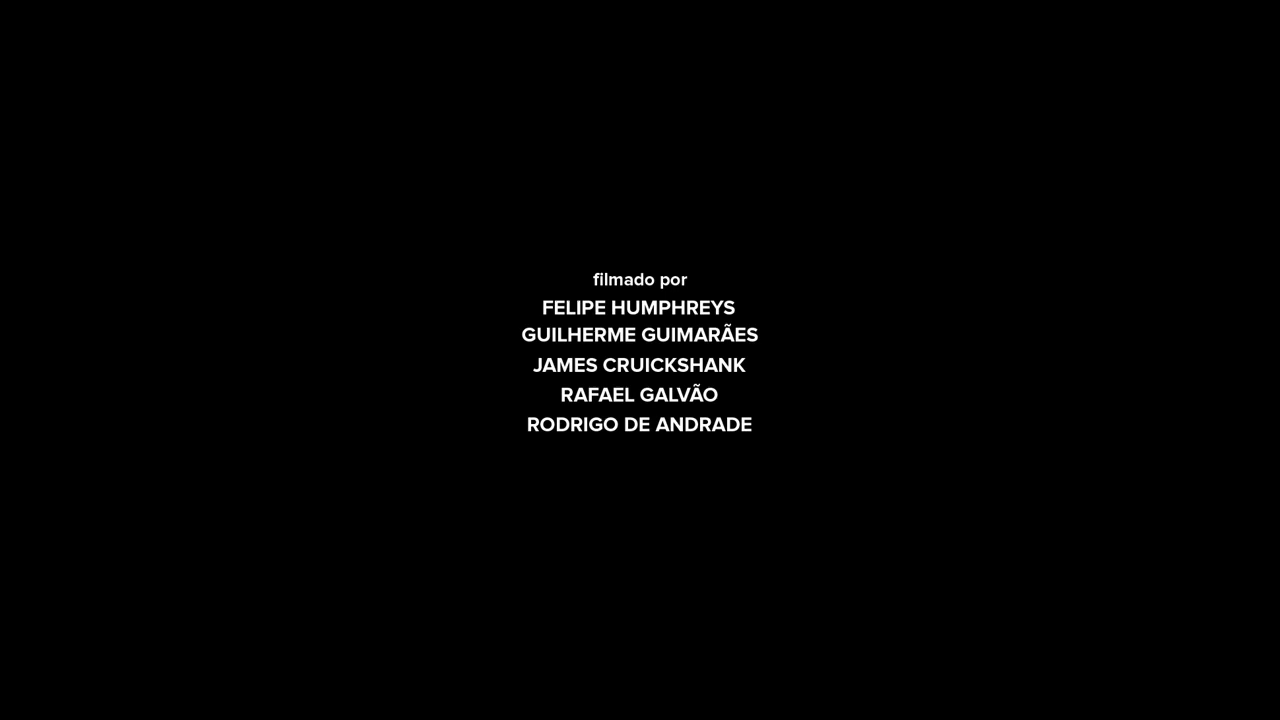 filmado por
FELIPE HUMPHREYS
GUILHERME GUIMARÃES
JAMES CRUICKSHANK
RAFAEL GALVÃO
RODRIGO DE ANDRADE